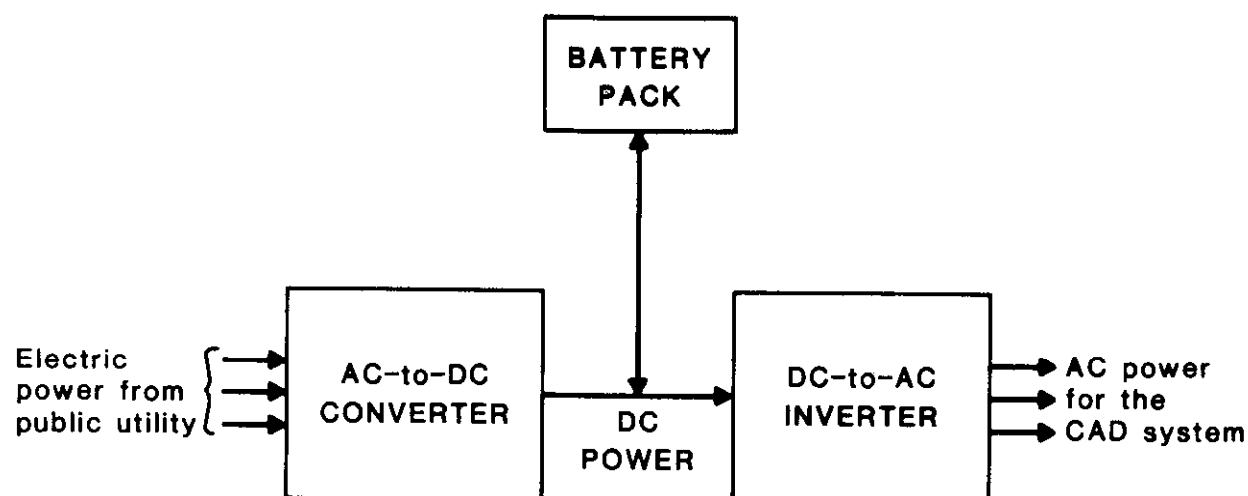 BATTERY
PACK
Electric
power from
public utility
AC-to-DC
CONVERTER
DC
POWER
DC-to-AC
INVERTER
AC power
for the
CAD system